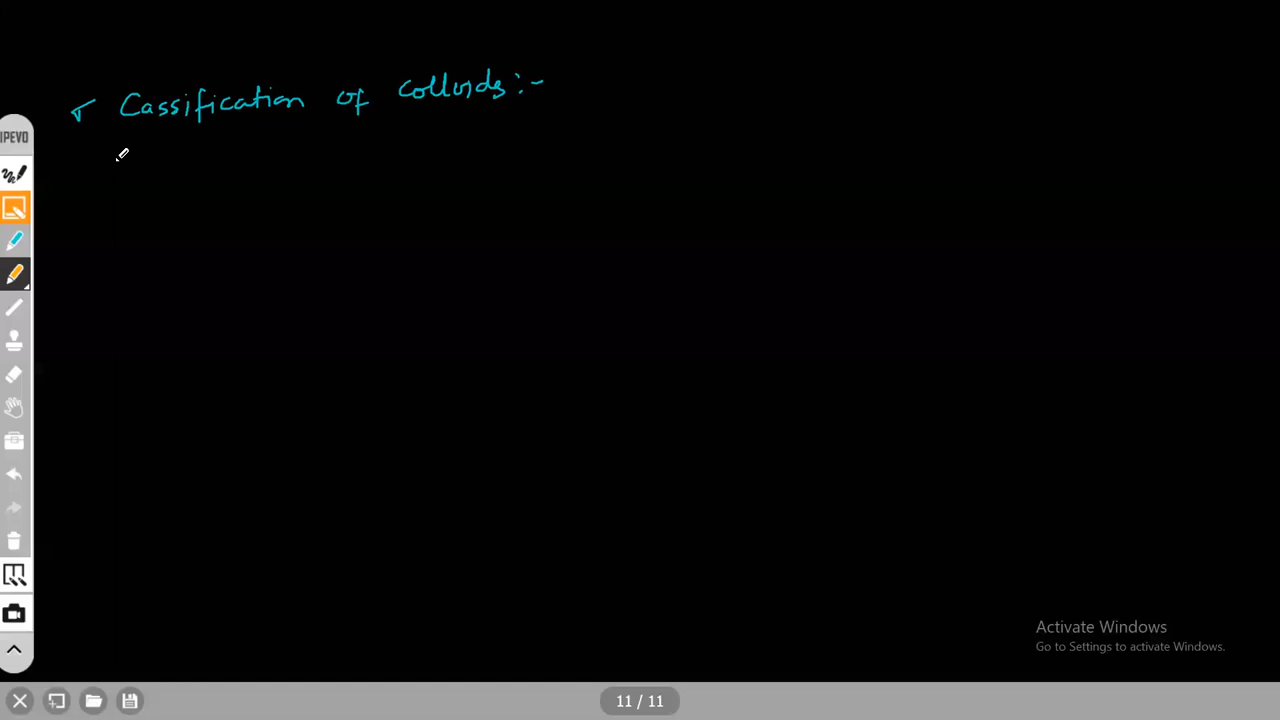 Cassification of colloids:-
IPEVO
Activate Windows
Go to Settings to activate Windows.
11 / 11